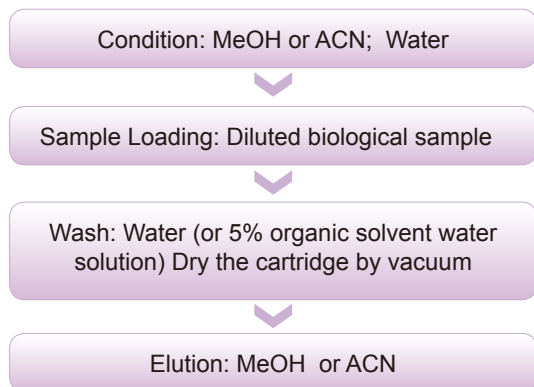 Condition: MeOH or ACN; Water
Sample Loading: Diluted biological sample
Wash: Water (or 5% organic solvent water
solution) Dry the cartridge by vacuum
Elution: MeOH or ACN